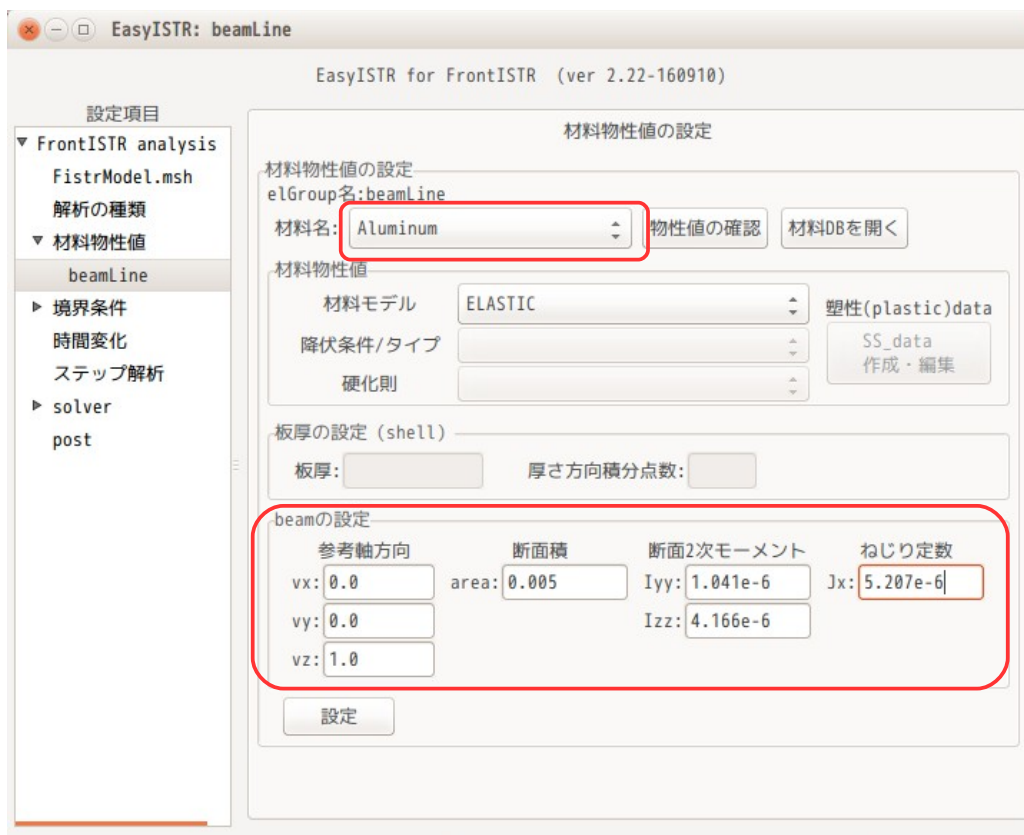 EasyISTR: beamLine
EasyISTR for FrontISTR (ver 2.22-160910)
設定項目
FrontISTR analysis
FistrModel.msh
解析の種類
材料物性値
beamLine
境界条件
時間変化
ステップ解析
solver
post
材料物性値の設定
材料物性値の設定
elGroup名:beamLine
材料名: Aluminum 物性値の確認 材料DBを開く
材料物性値
材料モデル ELASTIC 塑性(plastic)data
降伏条件/タイプ SS_data
作成・編集
硬化則
板厚の設定 (shell)
板厚: 厚さ方向積分点数:
beamの設定
参考軸方向 断面積 断面2次モーメント ねじり定数
vx: 0.0 area: 0.005 Iyy: 1.041e-6 Jx: 5.207e-6
vy: 0.0 Izz: 4.166e-6
vz: 1.0
設定